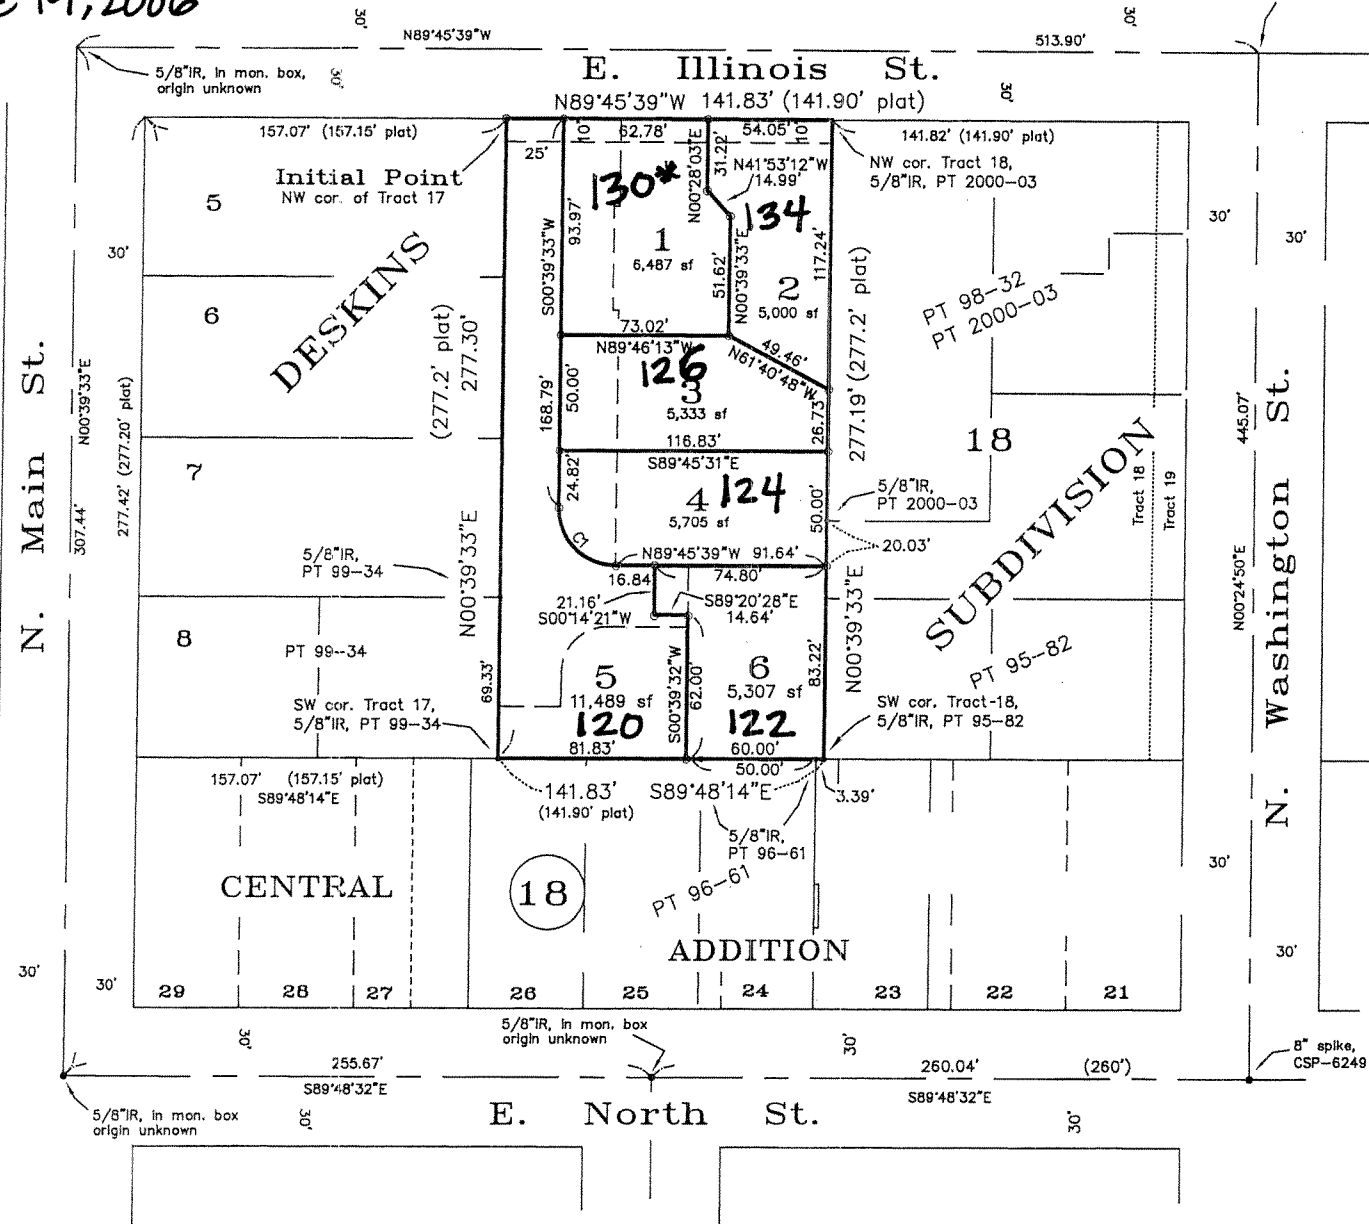 19, 2006
30'
30'
N89°45'39"W
513.90'
5/8"IR, in mon. box,
origin unknown
30'
E. Illinois St.
30'
N89°45'39"W 141.83' (141.90' plat)
157.07' (157.15' plat)
62.78'
54.05'
10'
10'
141.82' (141.90' plat)
25'
31.22'
N00°28'03"E
N41°53'12"W
14.99'
NW cor. Tract 18,
5/8"IR, PT 2000-03
Initial Point
NW cor. of Tract 17
130*
134
5
30'
30'
30'
S00°39'33"W
93.97'
1
6,487 sf
51.62'
N00°39'33"E
2
5,000 sf
117.24'
277.19' (277.2' plat)
PT 98-32
PT 2000-03
6
DESKINS
(277.2' plat)
277.30'
73.02'
N89°46'13"W
49.46'
N61°40'48"W
126
3
5,333 sf
N. Main St.
N00°39'33"E
307.44'
277.42' (277.20' plat)
168.79'
50.00'
26.73'
116.83'
S89°45'31"E
18
445.07'
N. Washington St.
7
24.82'
4
124
5,705 sf
50.00'
5/8"IR,
PT 2000-03
Tract 18
Tract 19
SUBDIVISION
N00°39'33"E
5/8"IR,
PT 99-34
N89°45'39"W 91.64'
20.03'
16.84'
74.80'
21.16'
S00°14'21"W
S89°20'28"E
14.64'
N00°39'33"E
N00°24'50"E
8
PT 99-34
PT 95-82
69.33'
5
11,489 sf
S00°39'32"W
62.00'
6
5,307 sf
83.22'
SW cor. Tract 17,
5/8"IR, PT 99-34
SW cor. Tract-18,
5/8"IR, PT 95-82
120
122
81.83'
60.00'
50.00'
157.07' (157.15' plat)
S89°48'14"E
141.83'
(141.90' plat)
S89°48'14"E
3.39'
5/8"IR,
PT 96-61
PT 96-61
CENTRAL
18
ADDITION
30'
30'
30'
30'
29
28
27
26
25
24
23
22
21
30'
5/8"IR, in mon. box
origin unknown
30'
255.67'
S89°48'32"E
260.04' (260')
S89°48'32"E
8" spike,
CSP-6249
5/8"IR, in mon. box
origin unknown
30'
E. North St.
30'